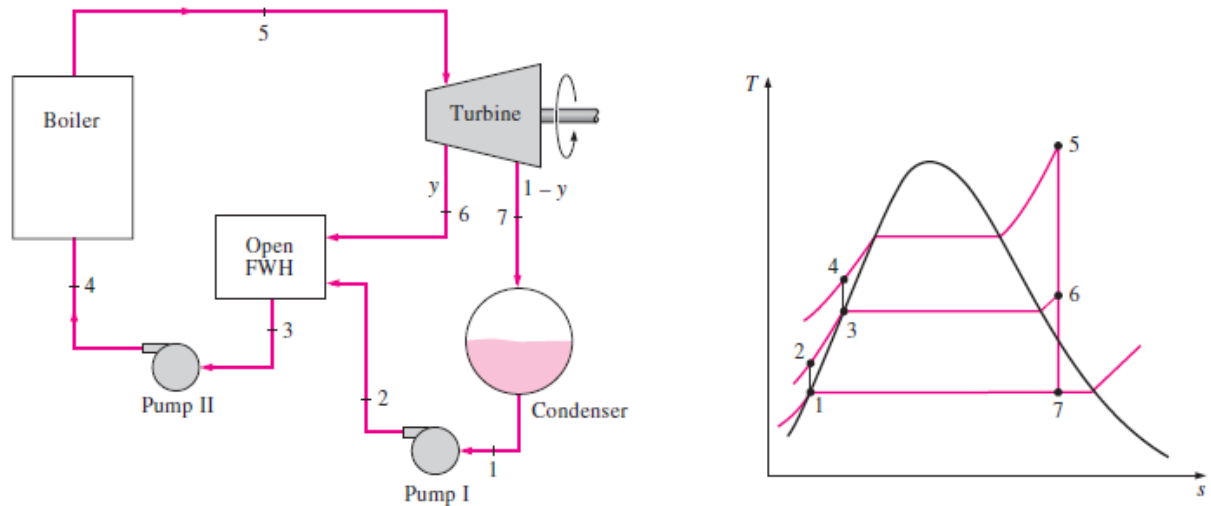 5
Boiler
Turbine
y
1 – y
6
7
Open
FWH
4
3
2
Condenser
Pump II
1
Pump I
T
5
4
6
3
2
1
7
s